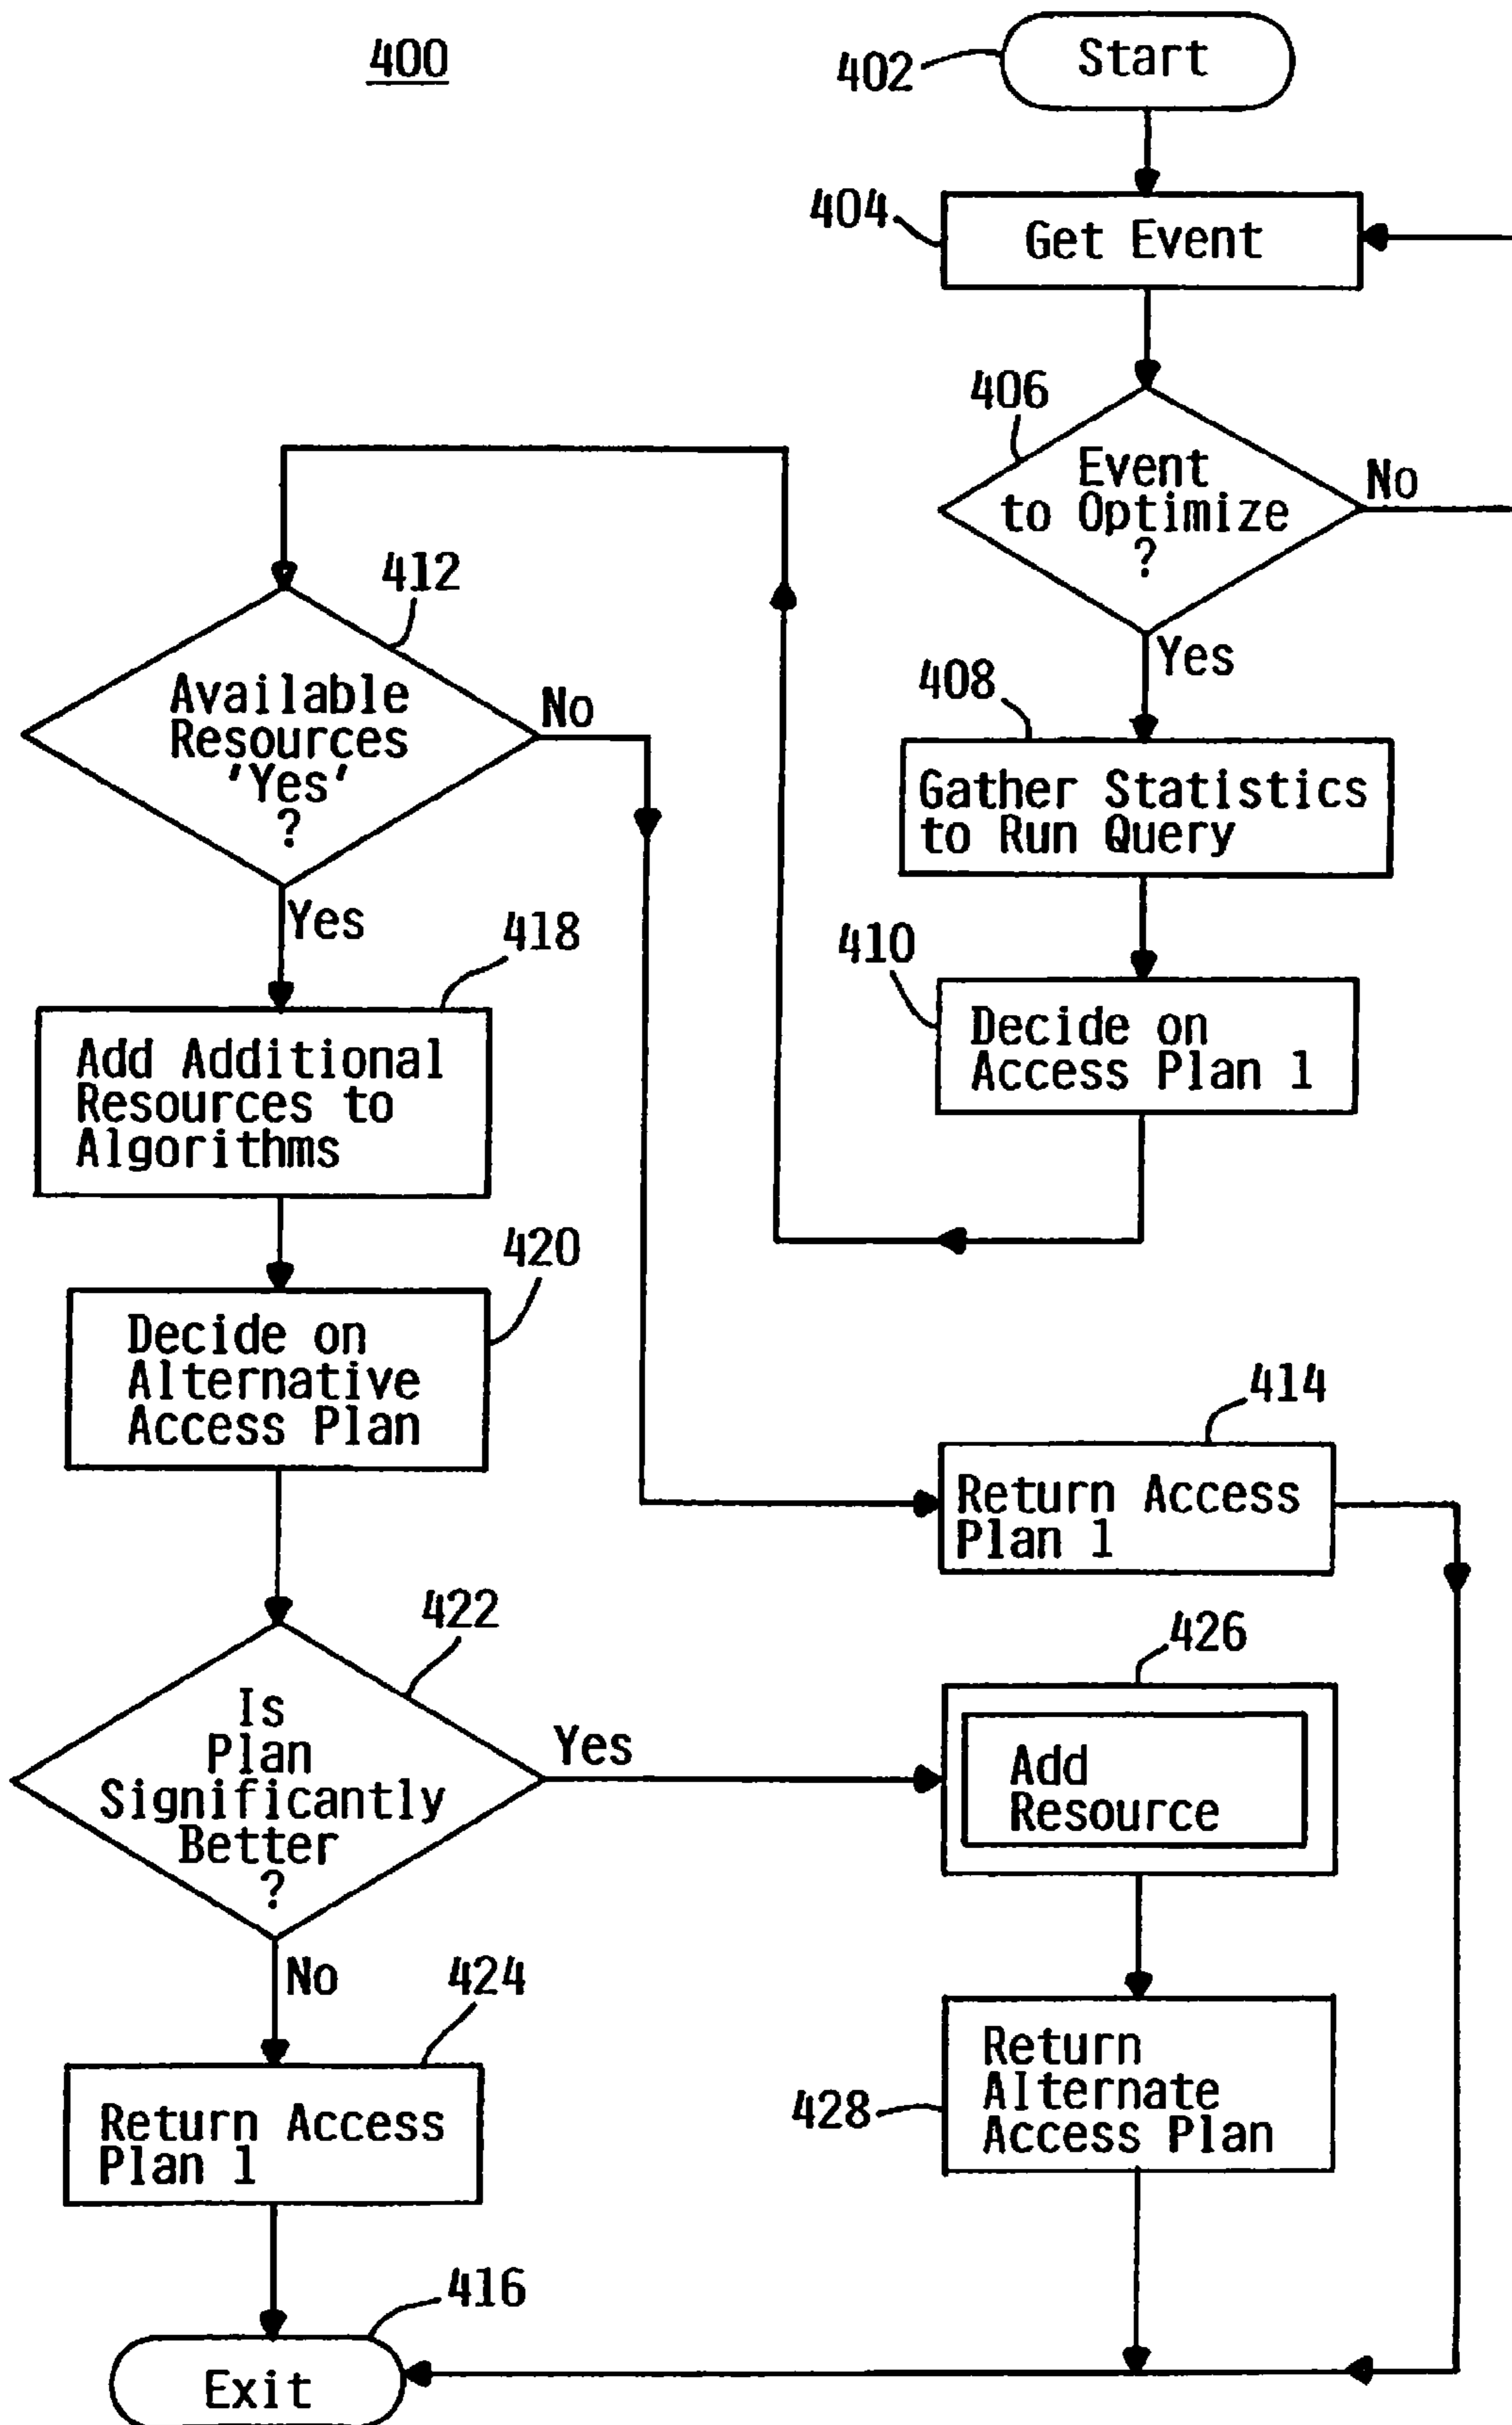 400
402
Start
404
Get Event
406
Event
to Optimize
?
No
Yes
408
Gather Statistics
to Run Query
410
Decide on
Access Plan 1
412
Available
Resources
'Yes'
?
No
Yes
418
Add Additional
Resources to
Algorithms
420
Decide on
Alternative
Access Plan
414
Return Access
Plan 1
422
Is
Plan
Significantly
Better
?
Yes
No
426
Add
Resource
424
Return Access
Plan 1
428
Return
Alternate
Access Plan
416
Exit